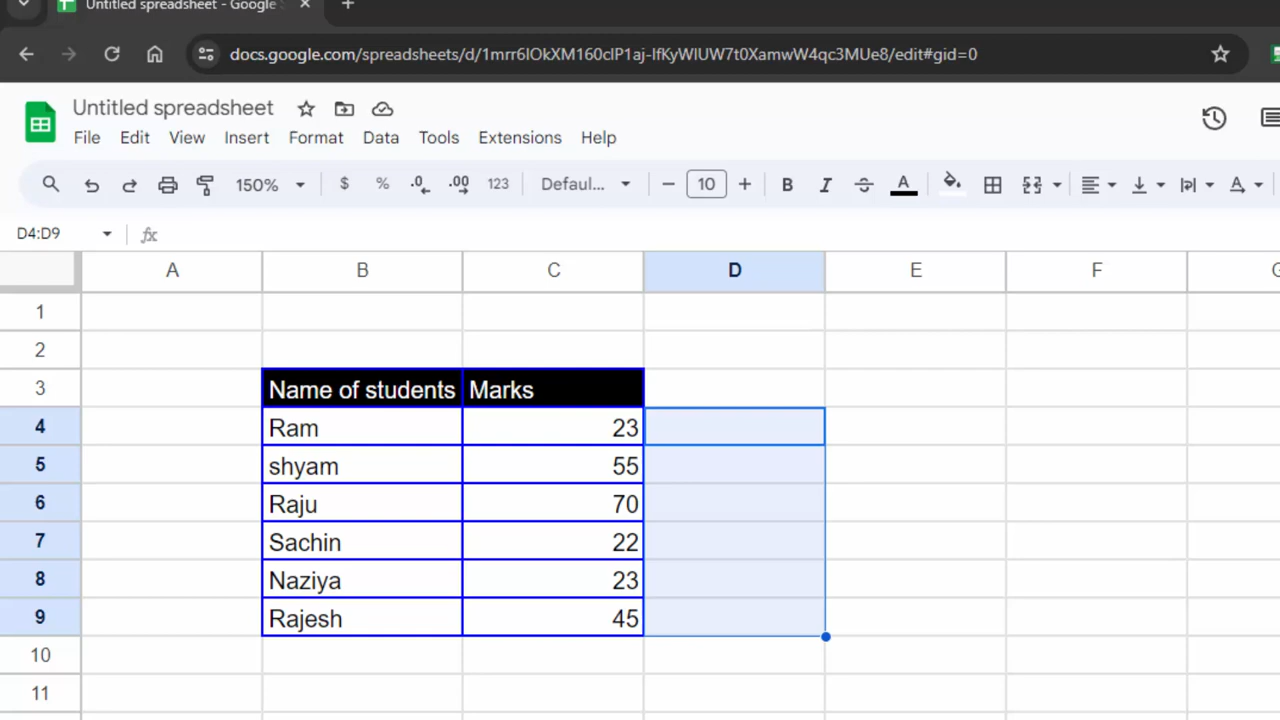 Untitled spreadsheet - Google S
docs.google.com/spreadsheets/d/1mrr6lOkXM160clP1aj-lfKyWlUW7t0XamwW4qc3MUe8/edit#gid=0
Untitled spreadsheet
File Edit View Insert Format Data Tools Extensions Help
150% $ % .0 .00 123 Defaul... − 10 + B I S A A
D4:D9 fx
A B C D E F G
1
2
3 Name of students Marks
4 Ram 23
5 shyam 55
6 Raju 70
7 Sachin 22
8 Naziya 23
9 Rajesh 45
10
11